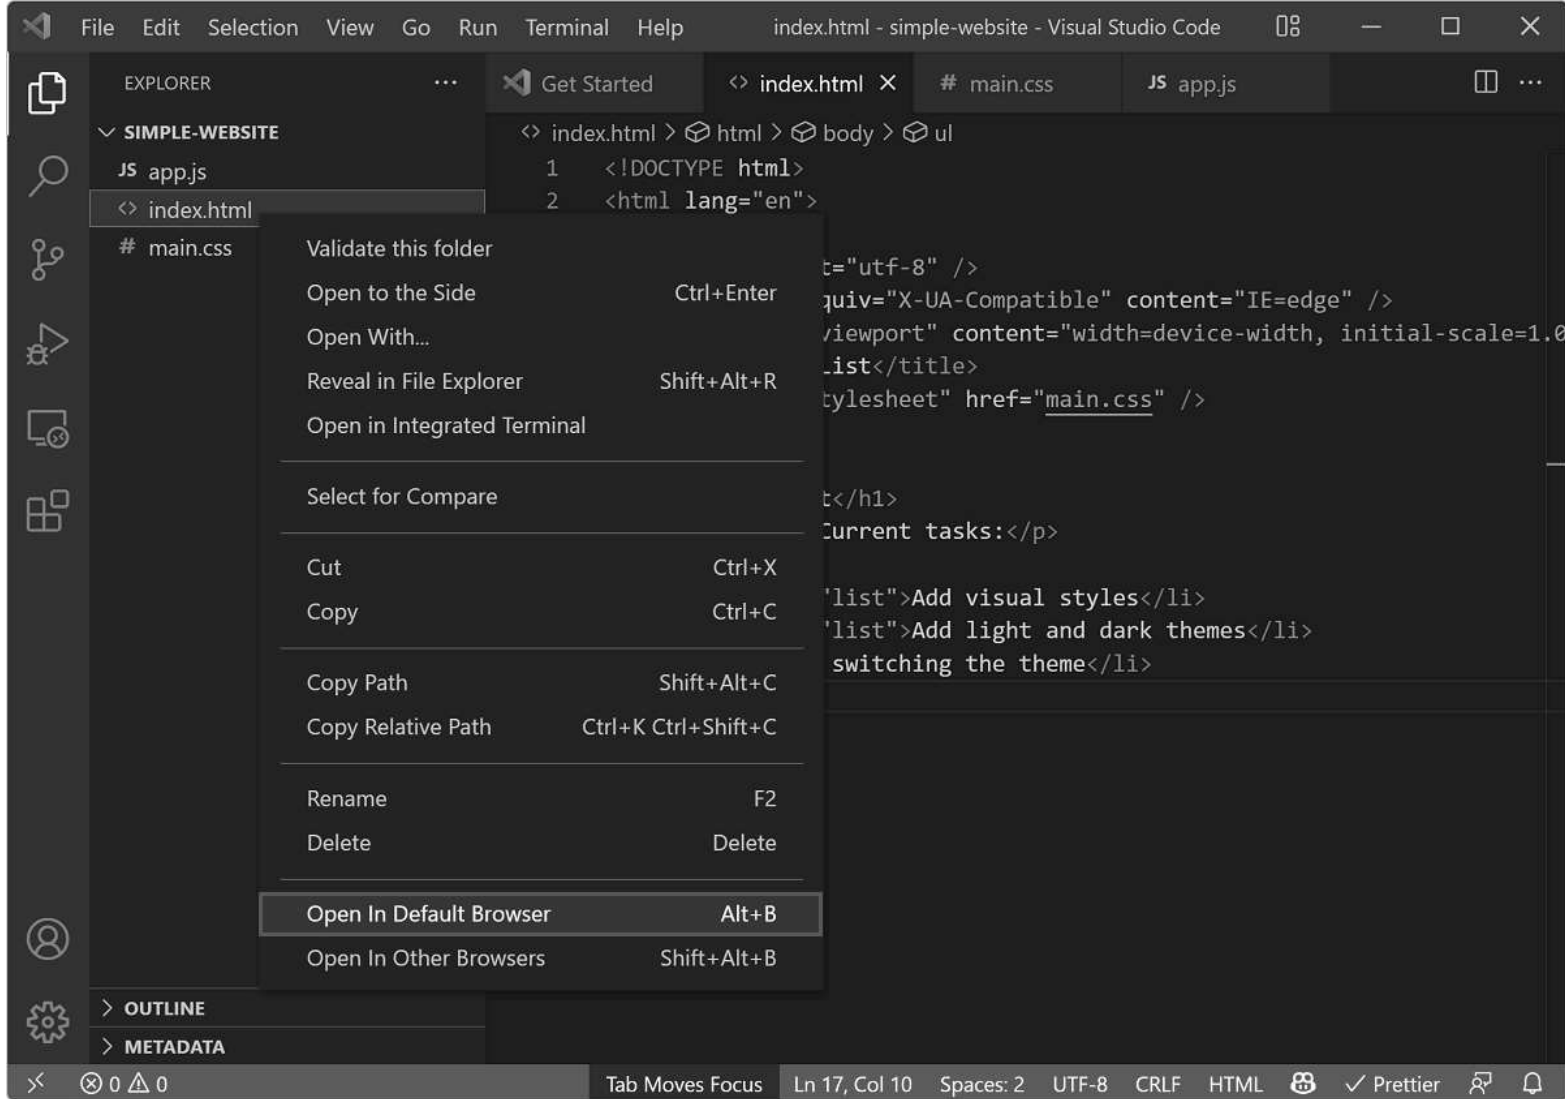 File Edit Selection View Go Run Terminal Help index.html - simple-website - Visual Studio Code
EXPLORER ···
SIMPLE-WEBSITE
JS app.js
<> index.html
# main.css
OUTLINE
METADATA
Get Started <> index.html # main.css JS app.js
<> index.html > html > body > ul
1 <!DOCTYPE html>
2 <html lang="en">
t="utf-8" />
quiv="X-UA-Compatible" content="IE=edge" />
viewport" content="width=device-width, initial-scale=1.0
ist</title>
tylesheet" href="main.css" />
t</h1>
Current tasks:</p>
"list">Add visual styles</li>
"list">Add light and dark themes</li>
switching the theme</li>
Validate this folder
Open to the Side Ctrl+Enter
Open With...
Reveal in File Explorer Shift+Alt+R
Open in Integrated Terminal
Select for Compare
Cut Ctrl+X
Copy Ctrl+C
Copy Path Shift+Alt+C
Copy Relative Path Ctrl+K Ctrl+Shift+C
Rename F2
Delete Delete
Open In Default Browser Alt+B
Open In Other Browsers Shift+Alt+B
0 0 Tab Moves Focus Ln 17, Col 10 Spaces: 2 UTF-8 CRLF HTML Prettier